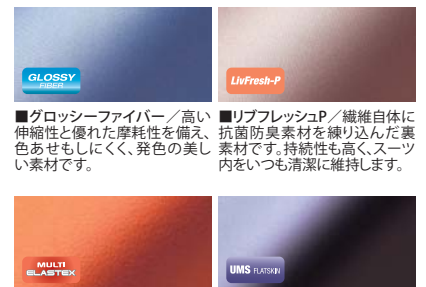 GLOSSY
FIBER
LivFresh-P
■グロッシーファイバー／高い
伸縮性と優れた摩耗性を備え、
色あせもしにくく、発色の美し
い素材です。
■リブフレッシュP／繊維自体に
抗菌防臭素材を練り込んだ裏
素材です。持続性も高く、スーツ
内をいつも清潔に維持します。
MULTI
ELASTEX
UMS FLATSKIN